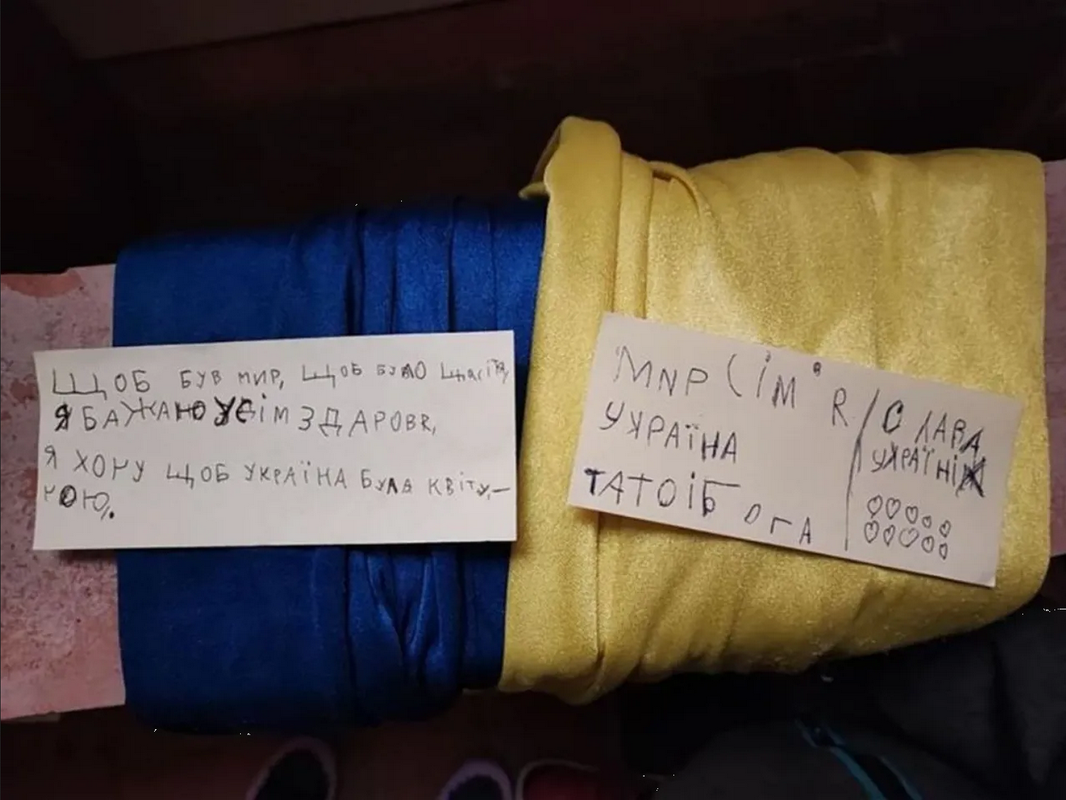 ЩОБ БУВ МИР, ЩОБ БУЛО ЩАСТЯ,
Я БАЖАЮ УСІМ ЗДАРОВЯ,
Я ХОЧУ ЩОБ УКРАЇНА БУЛА КВІТУ-
ЧОЮ.
МИР СІМ'Я
УКРАЇНА
ТАТО І БОГА
СЛАВА
УКРАЇНІ